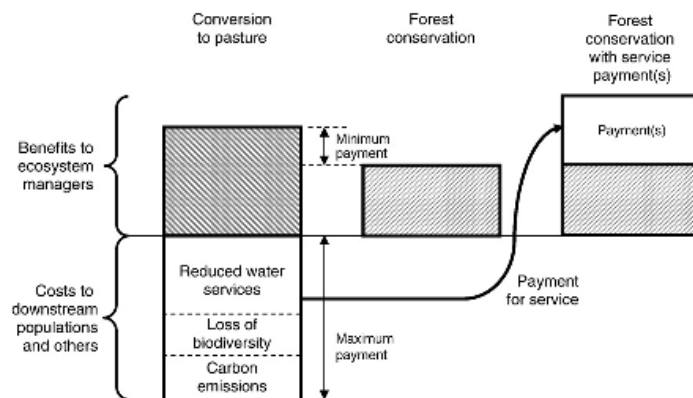 Conversion
to pasture
Forest
conservation
Forest
conservation
with service
payment(s)
Benefits to
ecosystem
managers
Minimum
payment
Payment(s)
Costs to
downstream
populations
and others
Reduced water
services
Loss of
biodiversity
Carbon
emissions
Maximum
payment
Payment
for service